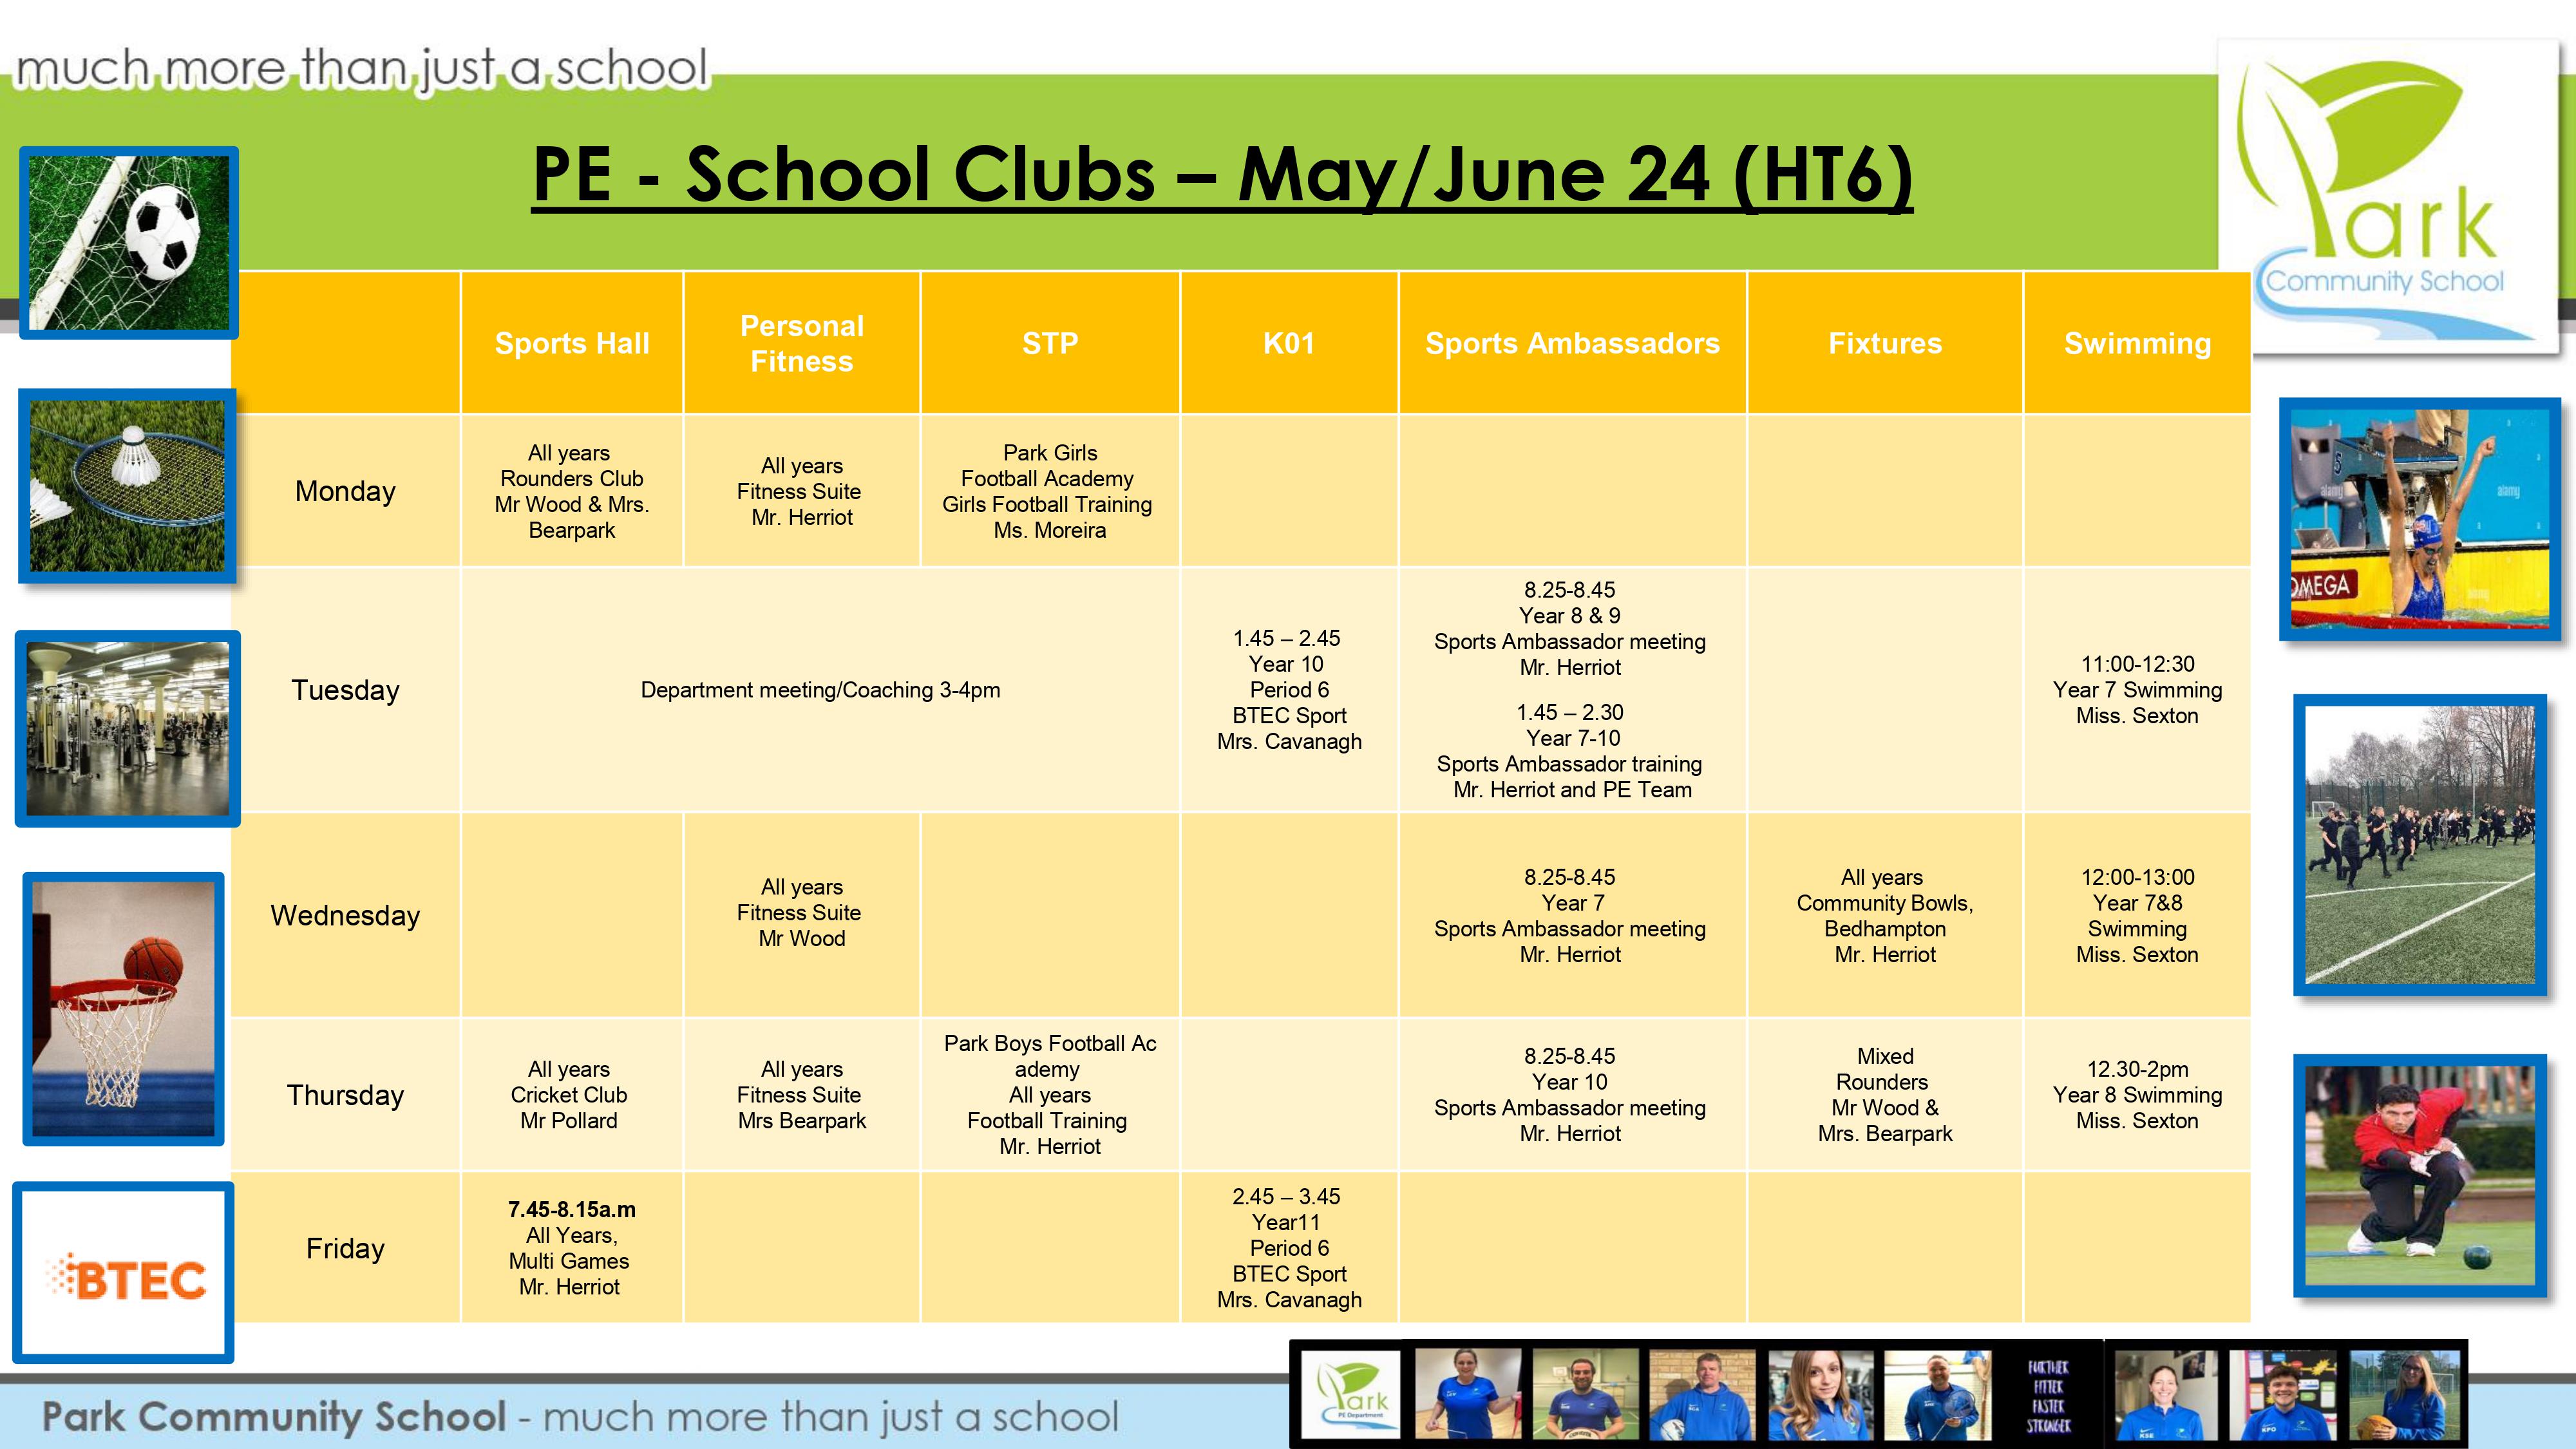 much more than just a school
PE - School Clubs – May/June 24 (HT6)
Park
Community School
Sports Hall
Personal
Fitness
STP
K01
Sports Ambassadors
Fixtures
Swimming
Monday
All years
Rounders Club
Mr Wood & Mrs.
Bearpark
All years
Fitness Suite
Mr. Herriot
Park Girls
Football Academy
Girls Football Training
Ms. Moreira
Tuesday
Department meeting/Coaching 3-4pm
1.45 – 2.45
Year 10
Period 6
BTEC Sport
Mrs. Cavanagh
8.25-8.45
Year 8 & 9
Sports Ambassador meeting
Mr. Herriot
1.45 – 2.30
Year 7-10
Sports Ambassador training
Mr. Herriot and PE Team
11:00-12:30
Year 7 Swimming
Miss. Sexton
Wednesday
All years
Fitness Suite
Mr Wood
8.25-8.45
Year 7
Sports Ambassador meeting
Mr. Herriot
All years
Community Bowls,
Bedhampton
Mr. Herriot
12:00-13:00
Year 7&8
Swimming
Miss. Sexton
Thursday
All years
Cricket Club
Mr Pollard
All years
Fitness Suite
Mrs Bearpark
Park Boys Football Ac
ademy
All years
Football Training
Mr. Herriot
8.25-8.45
Year 10
Sports Ambassador meeting
Mr. Herriot
Mixed
Rounders
Mr Wood &
Mrs. Bearpark
12.30-2pm
Year 8 Swimming
Miss. Sexton
Friday
7.45-8.15a.m
All Years,
Multi Games
Mr. Herriot
2.45 – 3.45
Year11
Period 6
BTEC Sport
Mrs. Cavanagh
OMEGA
5
alamy
alamy
BTEC
Park Community School - much more than just a school
Park
PE Department
FURTHER
FITTER
FASTER
STRONGER
KSE
KPO